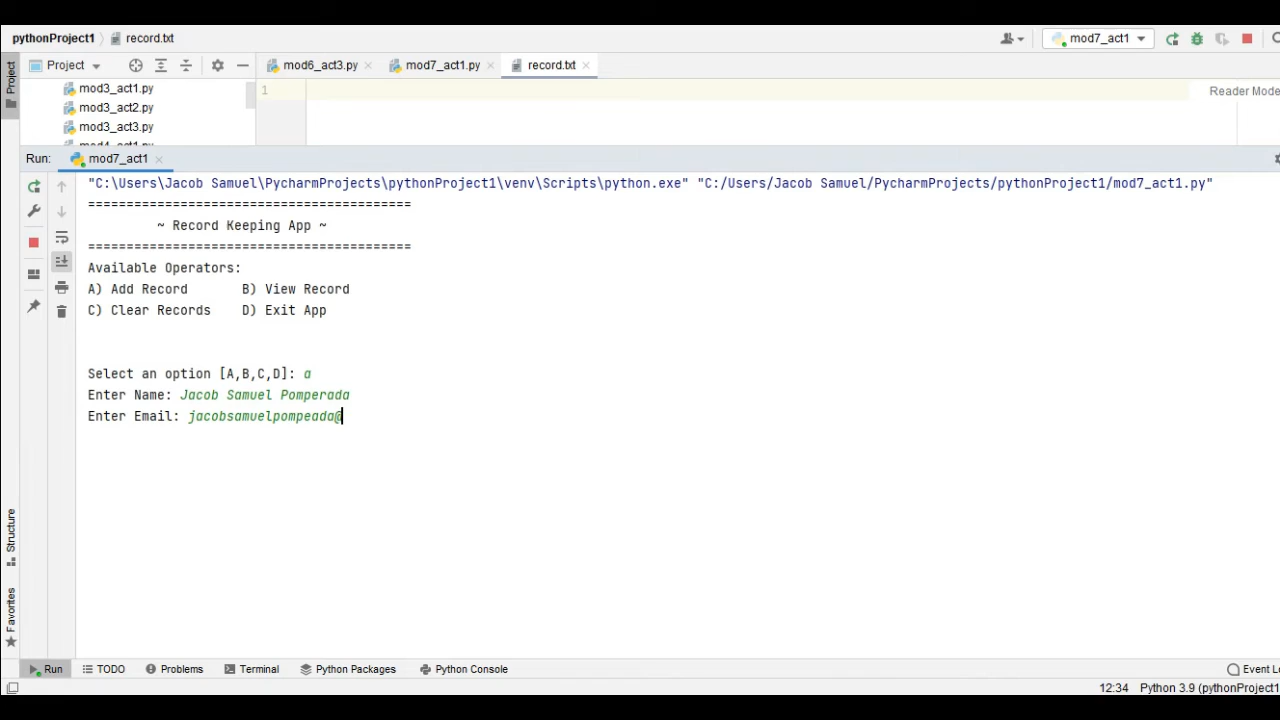 pythonProject1 record.txt mod7_act1
Project mod6_act3.py mod7_act1.py record.txt
mod3_act1.py 1 Reader Mode
mod3_act2.py
mod3_act3.py
Run: mod7_act1
"C:\Users\Jacob Samuel\PycharmProjects\pythonProject1\venv\Scripts\python.exe" "C:/Users/Jacob Samuel/PycharmProjects/pythonProject1/mod7_act1.py"
==========================================
~ Record Keeping App ~
==========================================
Available Operators:
A) Add Record B) View Record
C) Clear Records D) Exit App
Select an option [A,B,C,D]: a
Enter Name: Jacob Samuel Pomperada
Enter Email: jacobsamuelpompeada@
Project
Structure
Favorites
Run TODO Problems Terminal Python Packages Python Console Event Lo
12:34 Python 3.9 (pythonProject1